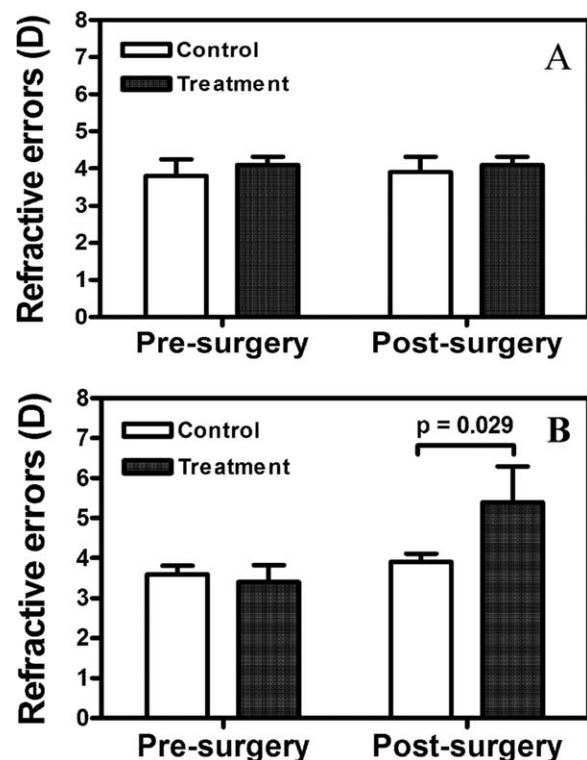 Refractive errors (D)
8
7
6
5
4
3
2
1
0
Control
Treatment
A
Pre-surgery
Post-surgery
Refractive errors (D)
8
7
6
5
4
3
2
1
0
Control
Treatment
p = 0.029
B
Pre-surgery
Post-surgery